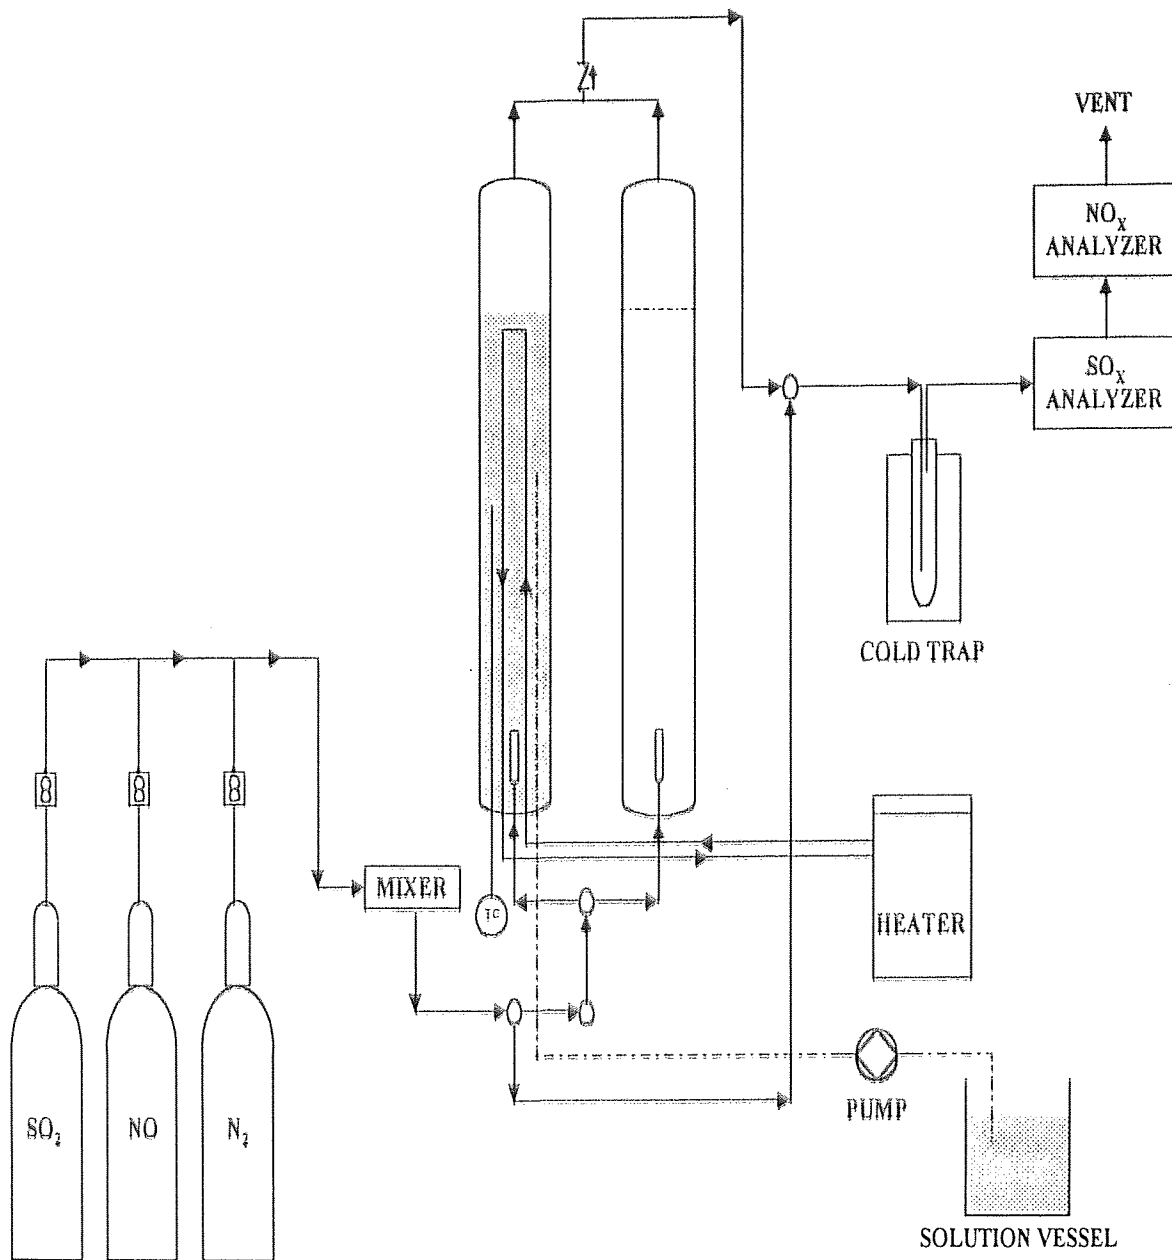 VENT
NOX
ANALYZER
SOX
ANALYZER
COLD TRAP
MIXER
TC
HEATER
PUMP
SO2
NO
N2
SOLUTION VESSEL